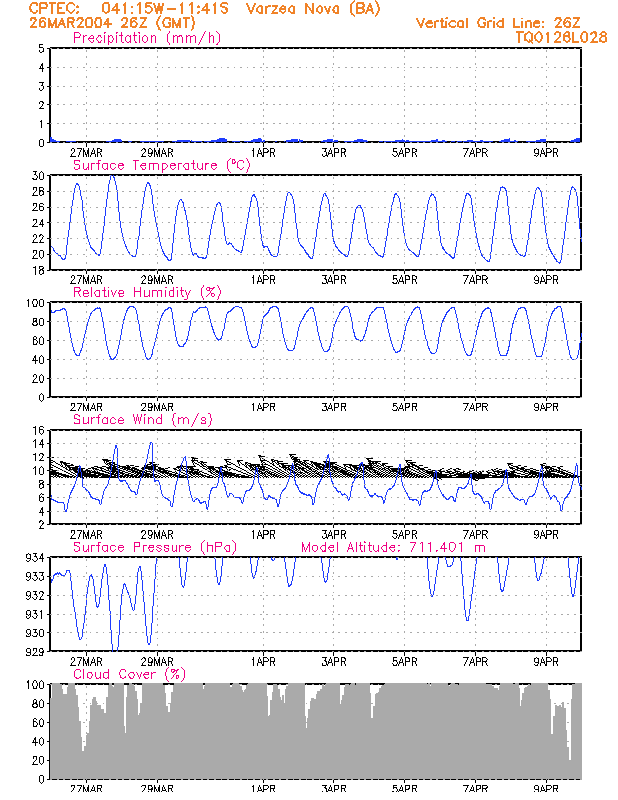 CPTEC: 041:15W-11:41S Varzea Nova (BA)
26MAR2004 26Z (GMT) Vertical Grid Line: 26Z
Precipitation (mm/h) TQ0126L028
5
4
3
2
1
0
27MAR 29MAR 1APR 3APR 5APR 7APR 9APR
Surface Temperature (°C)
30
28
26
24
22
20
18
27MAR 29MAR 1APR 3APR 5APR 7APR 9APR
Relative Humidity (%)
100
80
60
40
20
0
27MAR 29MAR 1APR 3APR 5APR 7APR 9APR
Surface Wind (m/s)
16
14
12
10
8
6
4
2
27MAR 29MAR 1APR 3APR 5APR 7APR 9APR
Surface Pressure (hPa) Model Altitude: 711.401 m
934
933
932
931
930
929
27MAR 29MAR 1APR 3APR 5APR 7APR 9APR
Cloud Cover (%)
100
80
60
40
20
0
27MAR 29MAR 1APR 3APR 5APR 7APR 9APR